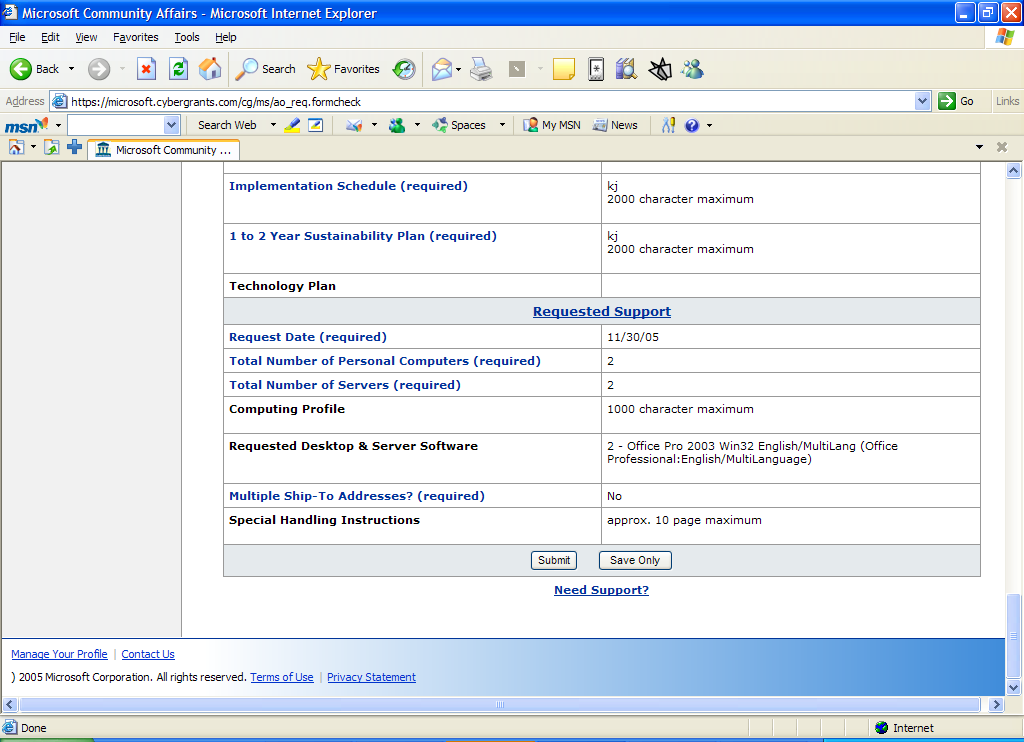 Microsoft Community Affairs - Microsoft Internet Explorer
File Edit View Favorites Tools Help
Back Search Favorites
Address https://microsoft.cybergrants.com/cg/ms/ao_req.formcheck Go Links
msn Search Web Spaces My MSN News
Microsoft Community ...
Implementation Schedule (required) kj
2000 character maximum
1 to 2 Year Sustainability Plan (required) kj
2000 character maximum
Technology Plan
Requested Support
Request Date (required) 11/30/05
Total Number of Personal Computers (required) 2
Total Number of Servers (required) 2
Computing Profile 1000 character maximum
Requested Desktop & Server Software 2 - Office Pro 2003 Win32 English/MultiLang (Office
Professional:English/MultiLanguage)
Multiple Ship-To Addresses? (required) No
Special Handling Instructions approx. 10 page maximum
Submit Save Only
Need Support?
Manage Your Profile | Contact Us
) 2005 Microsoft Corporation. All rights reserved. Terms of Use | Privacy Statement
Done Internet